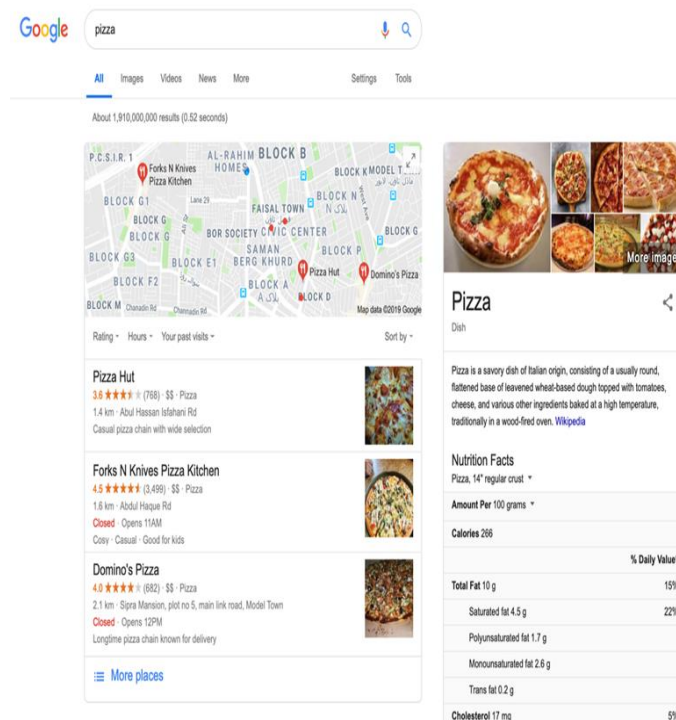 Google
pizza
All Images Videos News More Settings Tools
About 1,910,000,000 results (0.52 seconds)
P.C.S.I.R. 1
AL-RAHIM
HOMES
BLOCK B
Forks N Knives
Pizza Kitchen
BLOCK K
MODEL T...
BLOCK G1
Lane 29
BLOCK N
FAISAL TOWN
BLOCK G
BLOCK G
BOR SOCIETY
CIVIC CENTER
BLOCK G
SAMAN
BERG KHURD
BLOCK P
BLOCK G3
BLOCK E1
BLOCK F2
Pizza Hut
Domino's Pizza
BLOCK A
BLOCK D
BLOCK M
Chanadin Rd
Channadin Rd
Map data ©2019 Google
Rating Hours Your past visits Sort by
Pizza Hut
3.6 (768) · $$ · Pizza
1.4 km · Abul Hassan Isfahani Rd
Casual pizza chain with wide selection
Forks N Knives Pizza Kitchen
4.5 (3,499) · $$ · Pizza
1.6 km · Abdul Haque Rd
Closed · Opens 11AM
Cosy · Casual · Good for kids
Domino's Pizza
4.0 (682) · $$ · Pizza
2.1 km · Sipra Mansion, plot no 5, main link road, Model Town
Closed · Opens 12PM
Longtime pizza chain known for delivery
More places
More image
Pizza
Dish
Pizza is a savory dish of Italian origin, consisting of a usually round,
flattened base of leavened wheat-based dough topped with tomatoes,
cheese, and various other ingredients baked at a high temperature,
traditionally in a wood-fired oven. Wikipedia
Nutrition Facts
Pizza, 14" regular crust
Amount Per 100 grams
Calories 266
% Daily Value
Total Fat 10 g 15%
Saturated fat 4.5 g 22%
Polyunsaturated fat 1.7 g
Monounsaturated fat 2.6 g
Trans fat 0.2 g
Cholesterol 17 mg 5%